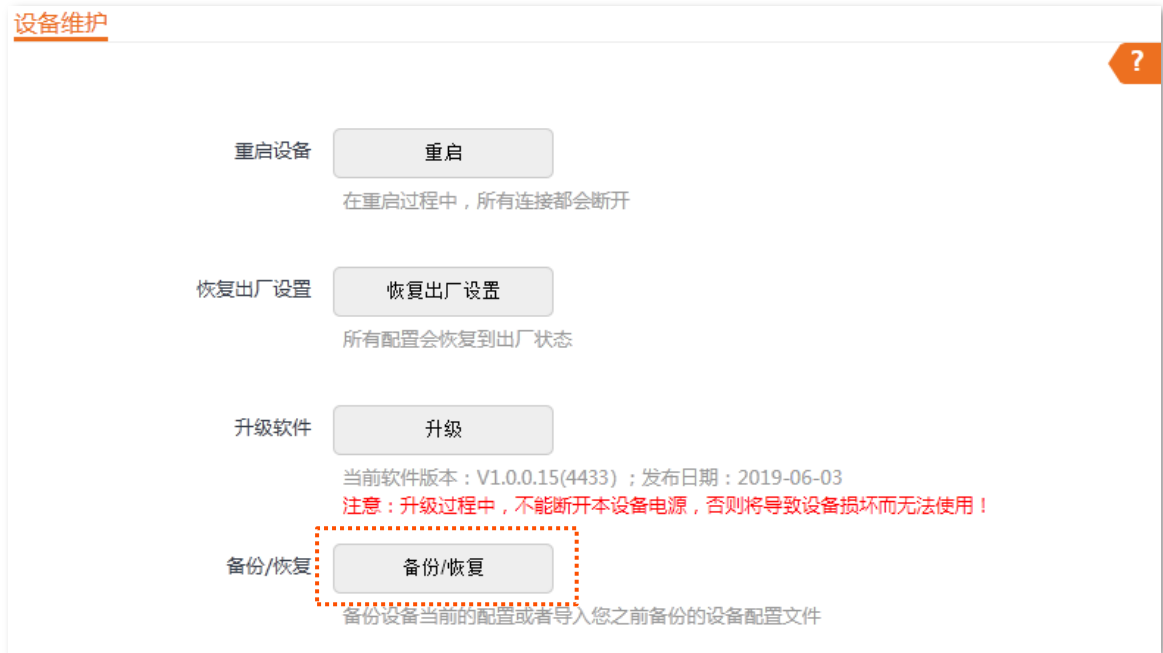 设备维护
?
重启设备 重启
在重启过程中，所有连接都会断开
恢复出厂设置 恢复出厂设置
所有配置会恢复到出厂状态
升级软件 升级
当前软件版本：V1.0.0.15(4433)；发布日期：2019-06-03
注意：升级过程中，不能断开本设备电源，否则将导致设备损坏而无法使用！
备份/恢复 备份/恢复
备份设备当前的配置或者导入您之前备份的设备配置文件